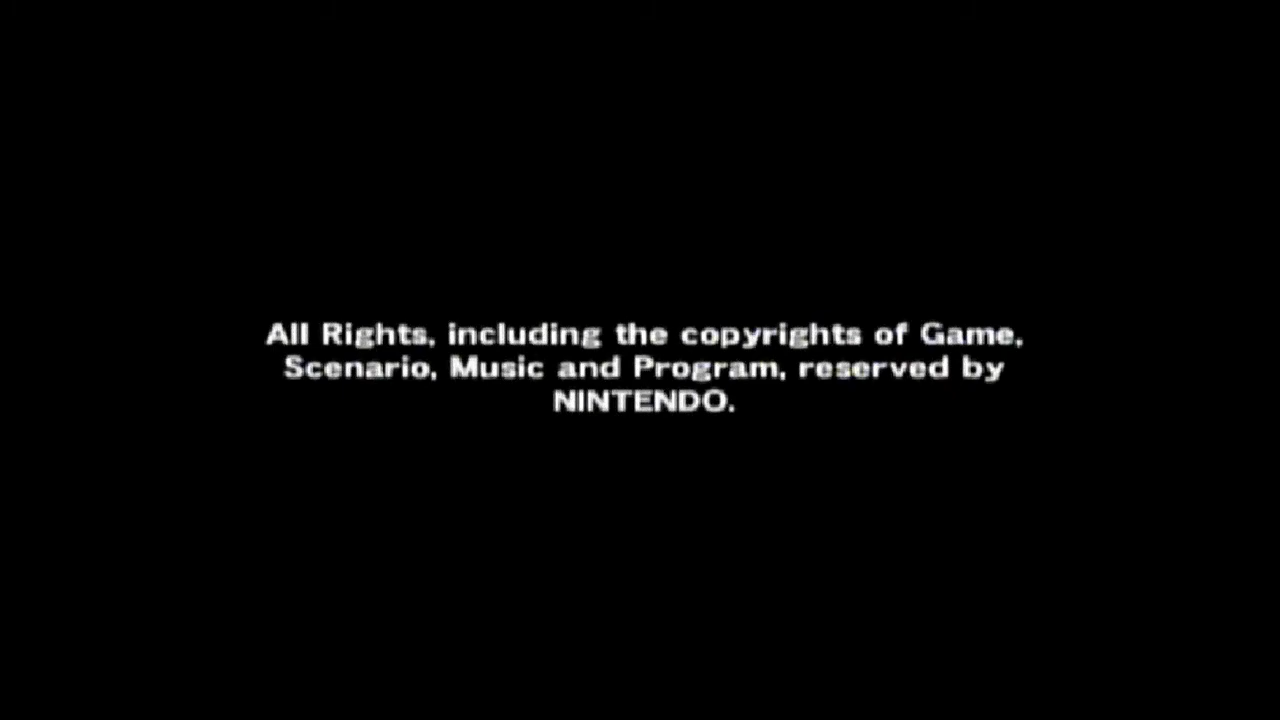 All Rights, including the copyrights of Game,
Scenario, Music and Program, reserved by
NINTENDO.